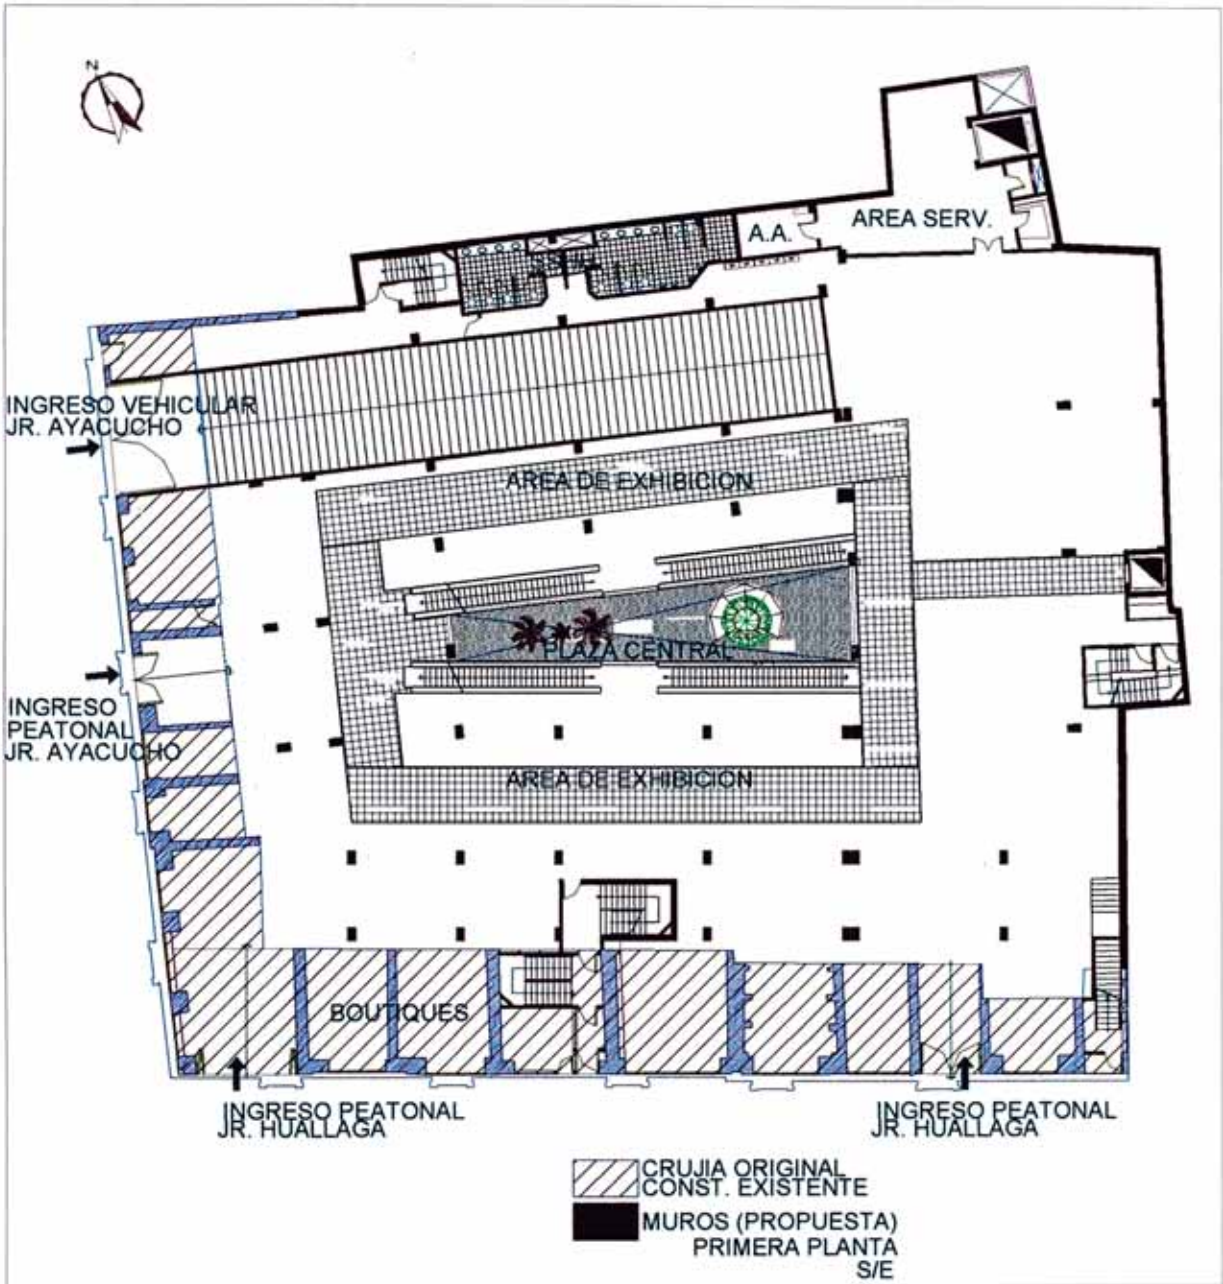 N
AREA SERV.
A.A.
INGRESO VEHICULAR
JR. AYACUCHO
AREA DE EXHIBICION
PLAZA CENTRAL
INGRESO
PEATONAL
JR. AYACUCHO
AREA DE EXHIBICION
BOUTIQUES
INGRESO PEATONAL
JR. HUALLAGA
INGRESO PEATONAL
JR. HUALLAGA
CRUJIA ORIGINAL
CONST. EXISTENTE
MUROS (PROPUESTA)
PRIMERA PLANTA
S/E